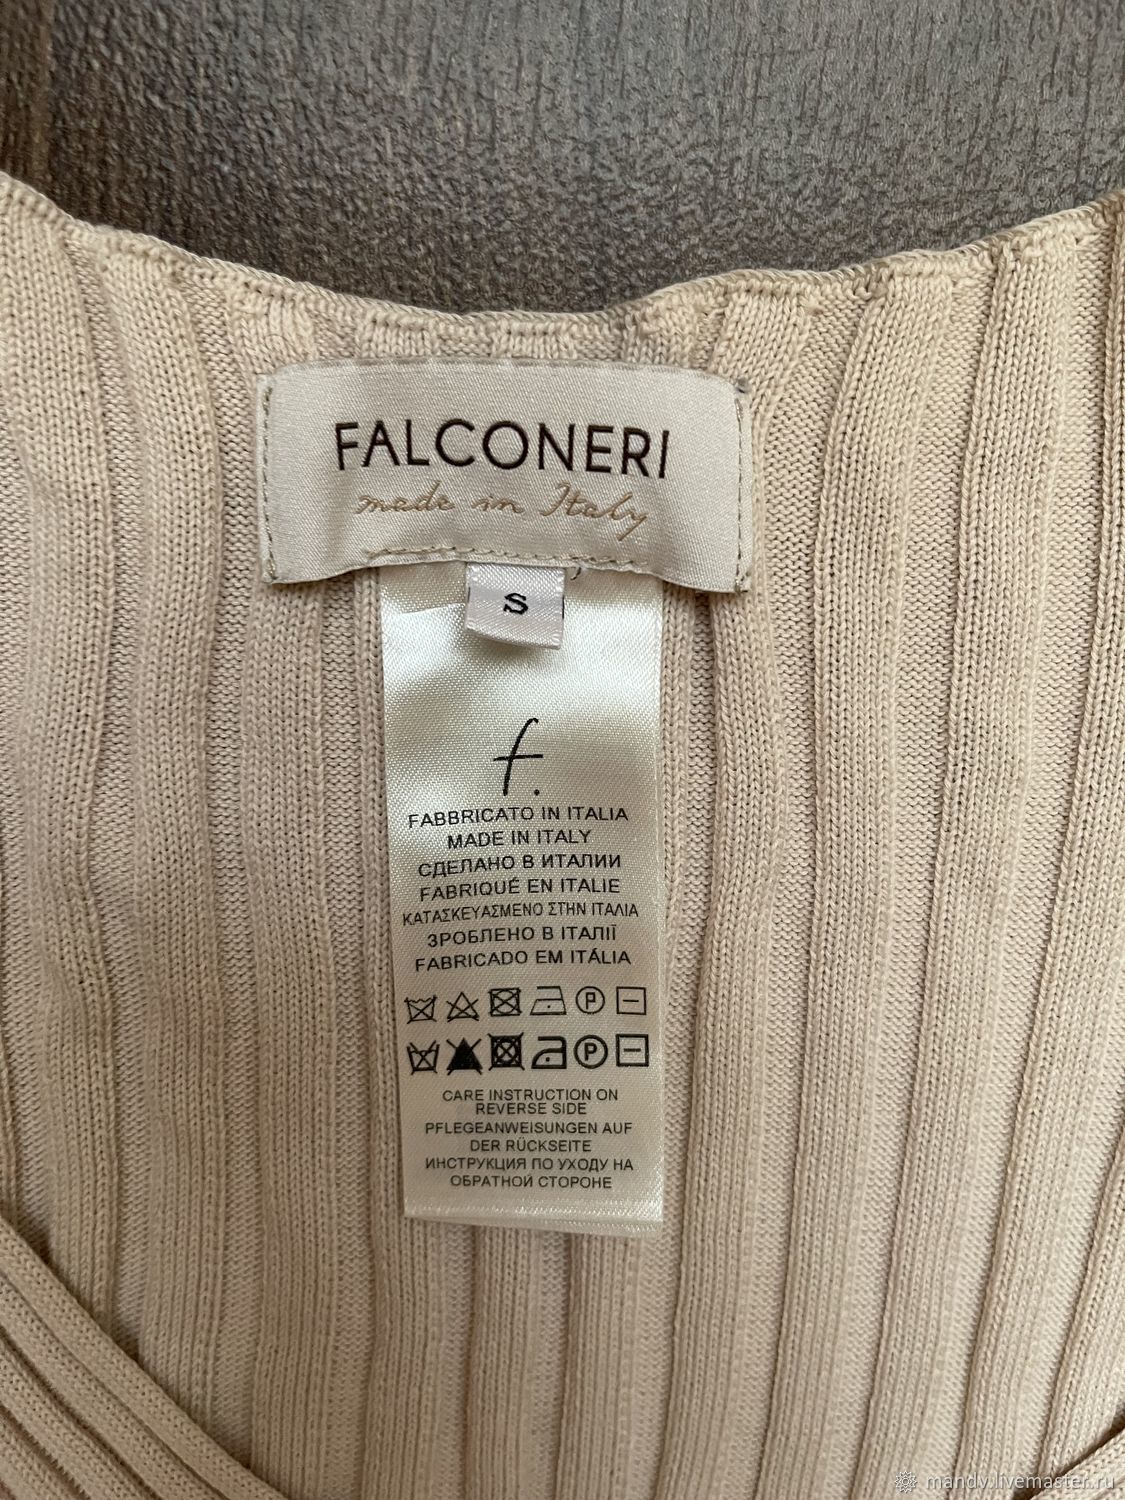 FALCONERI
made in Italy
S
f.
FABBRICATO IN ITALIA
MADE IN ITALY
СДЕЛАНО В ИТАЛИИ
FABRIQUÉ EN ITALIE
ΚΑΤΑΣΚΕΥΑΣΜΕΝΟ ΣΤΗΝ ΙΤΑΛΙΑ
ЗРОБЛЕНО В ІТАЛІЇ
FABRICADO EM ITÁLIA
P
P
CARE INSTRUCTION ON
REVERSE SIDE
PFLEGEANWEISUNGEN AUF
DER RÜCKSEITE
ИНСТРУКЦИЯ ПО УХОДУ НА
ОБРАТНОЙ СТОРОНЕ
mandv.livemaster.ru